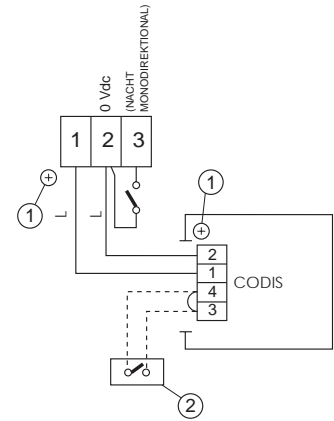 0 Vdc
(NACHT
MONODIREKTIONAL)
1 2 3
+
1
L
L
1
+
2
1
4
3
CODIS
2